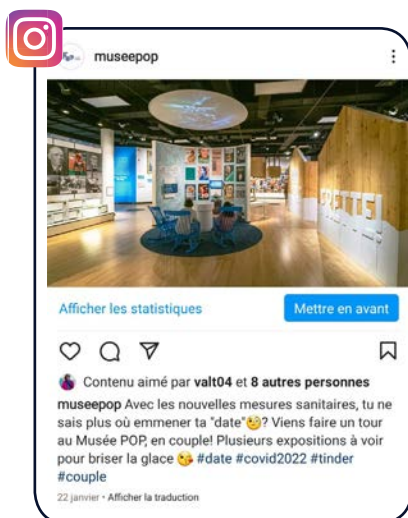 museepop
Afficher les statistiques
Mettre en avant
Contenu aimé par valt04 et 8 autres personnes
museepop Avec les nouvelles mesures sanitaires, tu ne
sais plus où emmener ta "date"🧐? Viens faire un tour
au Musée POP, en couple! Plusieurs expositions à voir
pour briser la glace 😘 #date #covid2022 #tinder
#couple
22 janvier • Afficher la traduction